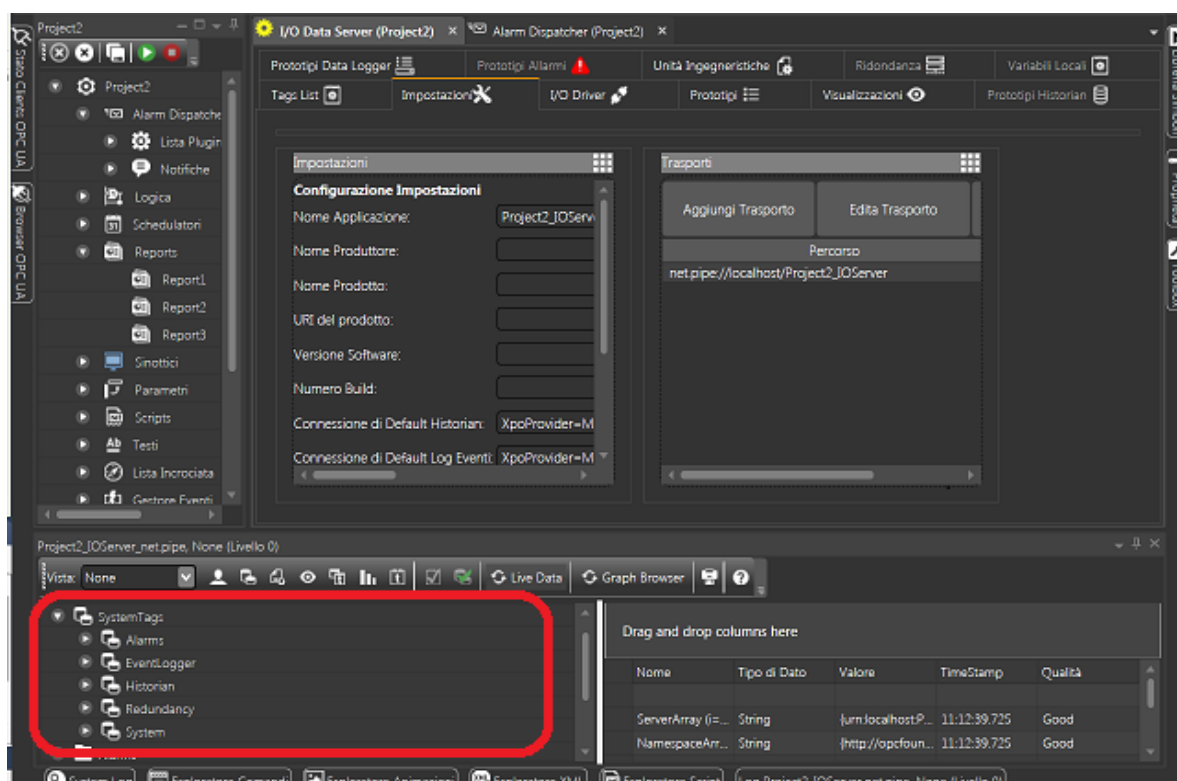 Project2
I/O Data Server (Project2)
Alarm Dispatcher (Project2)
Stato Clients OPC UA
Browser OPC UA
Project2
Alarm Dispatche
Lista Plugin
Notifiche
Logica
Schedulatori
Reports
Report1
Report2
Report3
Sinottici
Parametri
Scripts
Testi
Lista Incrociata
Gestore Eventi
Prototipi Data Logger
Prototipi Allarmi
Unità Ingegneristiche
Ridondanza
Variabili Locali
Tags List
Impostazioni
I/O Driver
Prototipi
Visualizzazioni
Prototipi Historian
Impostazioni
Configurazione Impostazioni
Nome Applicazione: Project2_IOServ
Nome Produttore:
Nome Prodotto:
URI del prodotto:
Versione Software:
Numero Build:
Connessione di Default Historian: XpoProvider=M
Connessione di Default Log Eventi: XpoProvider=M
Trasporti
Aggiungi Trasporto
Edita Trasporto
Percorso
net.pipe://localhost/Project2_IOServer
Project2_IOServer_net.pipe, None (Livello 0)
Vista: None
Live Data
Graph Browser
SystemTags
Alarms
EventLogger
Historian
Redundancy
System
Drag and drop columns here
Nome Tipo di Dato Valore TimeStamp Qualità
ServerArray (i=... String {urn:localhost:P... 11:12:39.725 Good
NamespaceArr... String {http://opcfoun... 11:12:39.725 Good